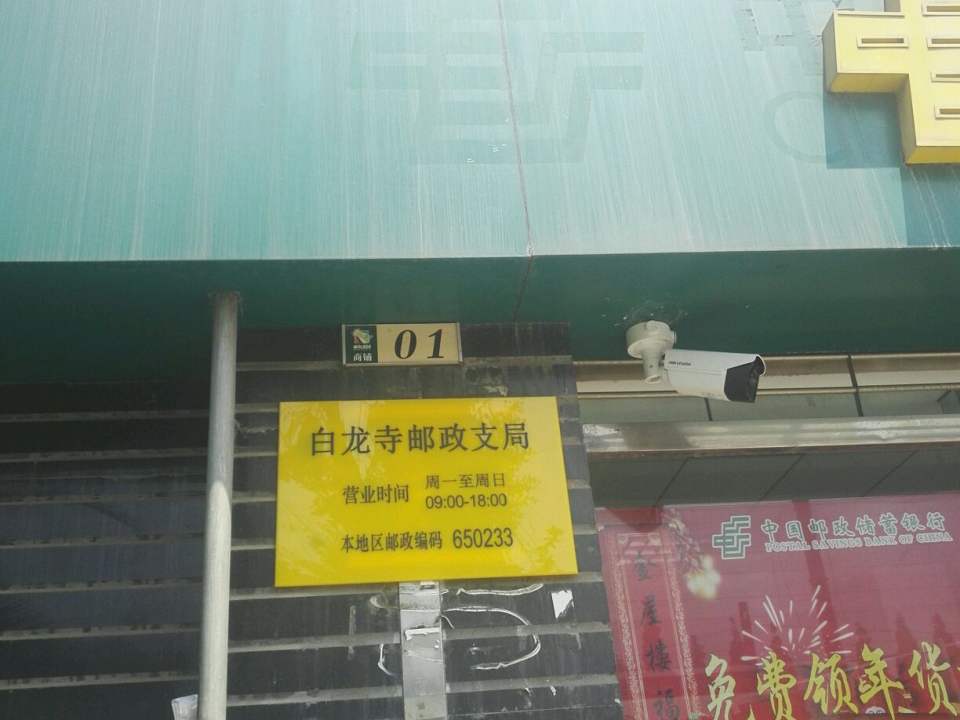 商铺 01
白龙寺邮政支局
营业时间
周一至周日
09:00-18:00
本地区邮政编码 650233
中国邮政储蓄银行
POSTAL SAVINGS BANK OF CHINA
免费领年货